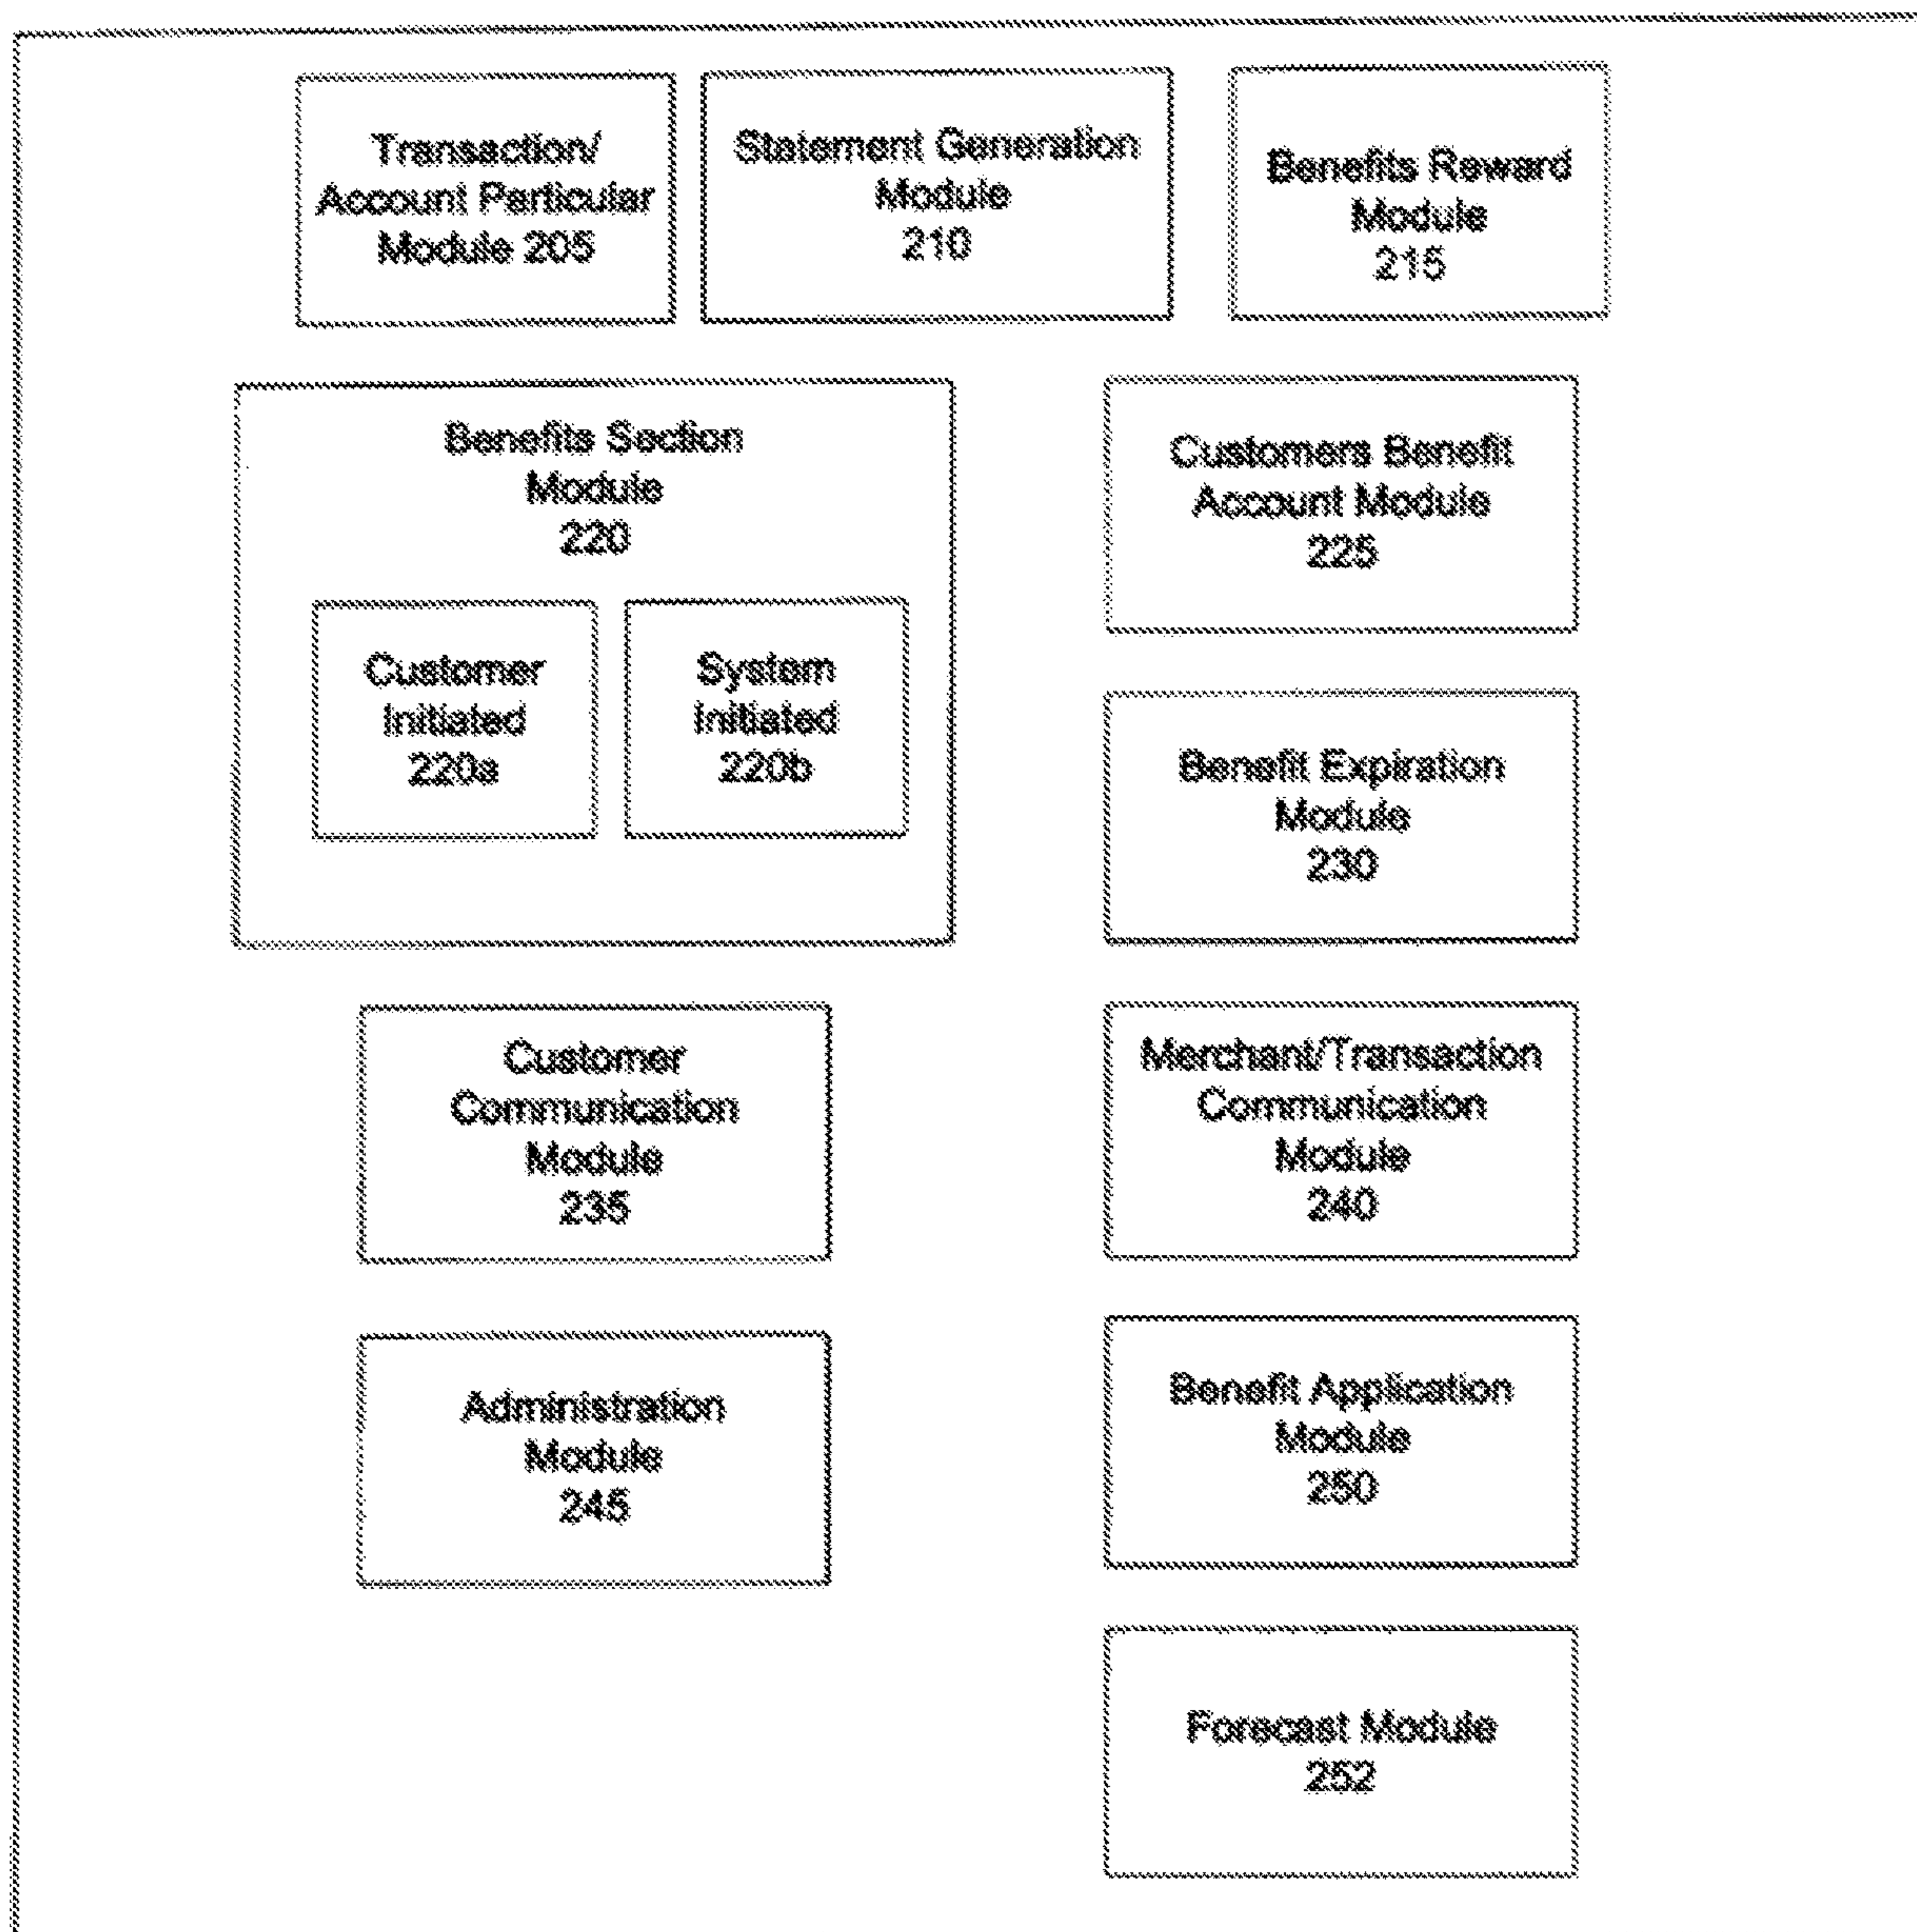 Transaction/
Account Particular
Module 205
Statement Generation
Module
210
Benefits Reward
Module
215
Benefits Section
Module
220
Customer
Initiated
220a
System
Initiated
220b
Customers Benefit
Account Module
225
Benefit Expiration
Module
230
Customer
Communication
Module
235
Merchant/Transaction
Communication
Module
240
Administration
Module
245
Benefit Application
Module
250
Forecast Module
252